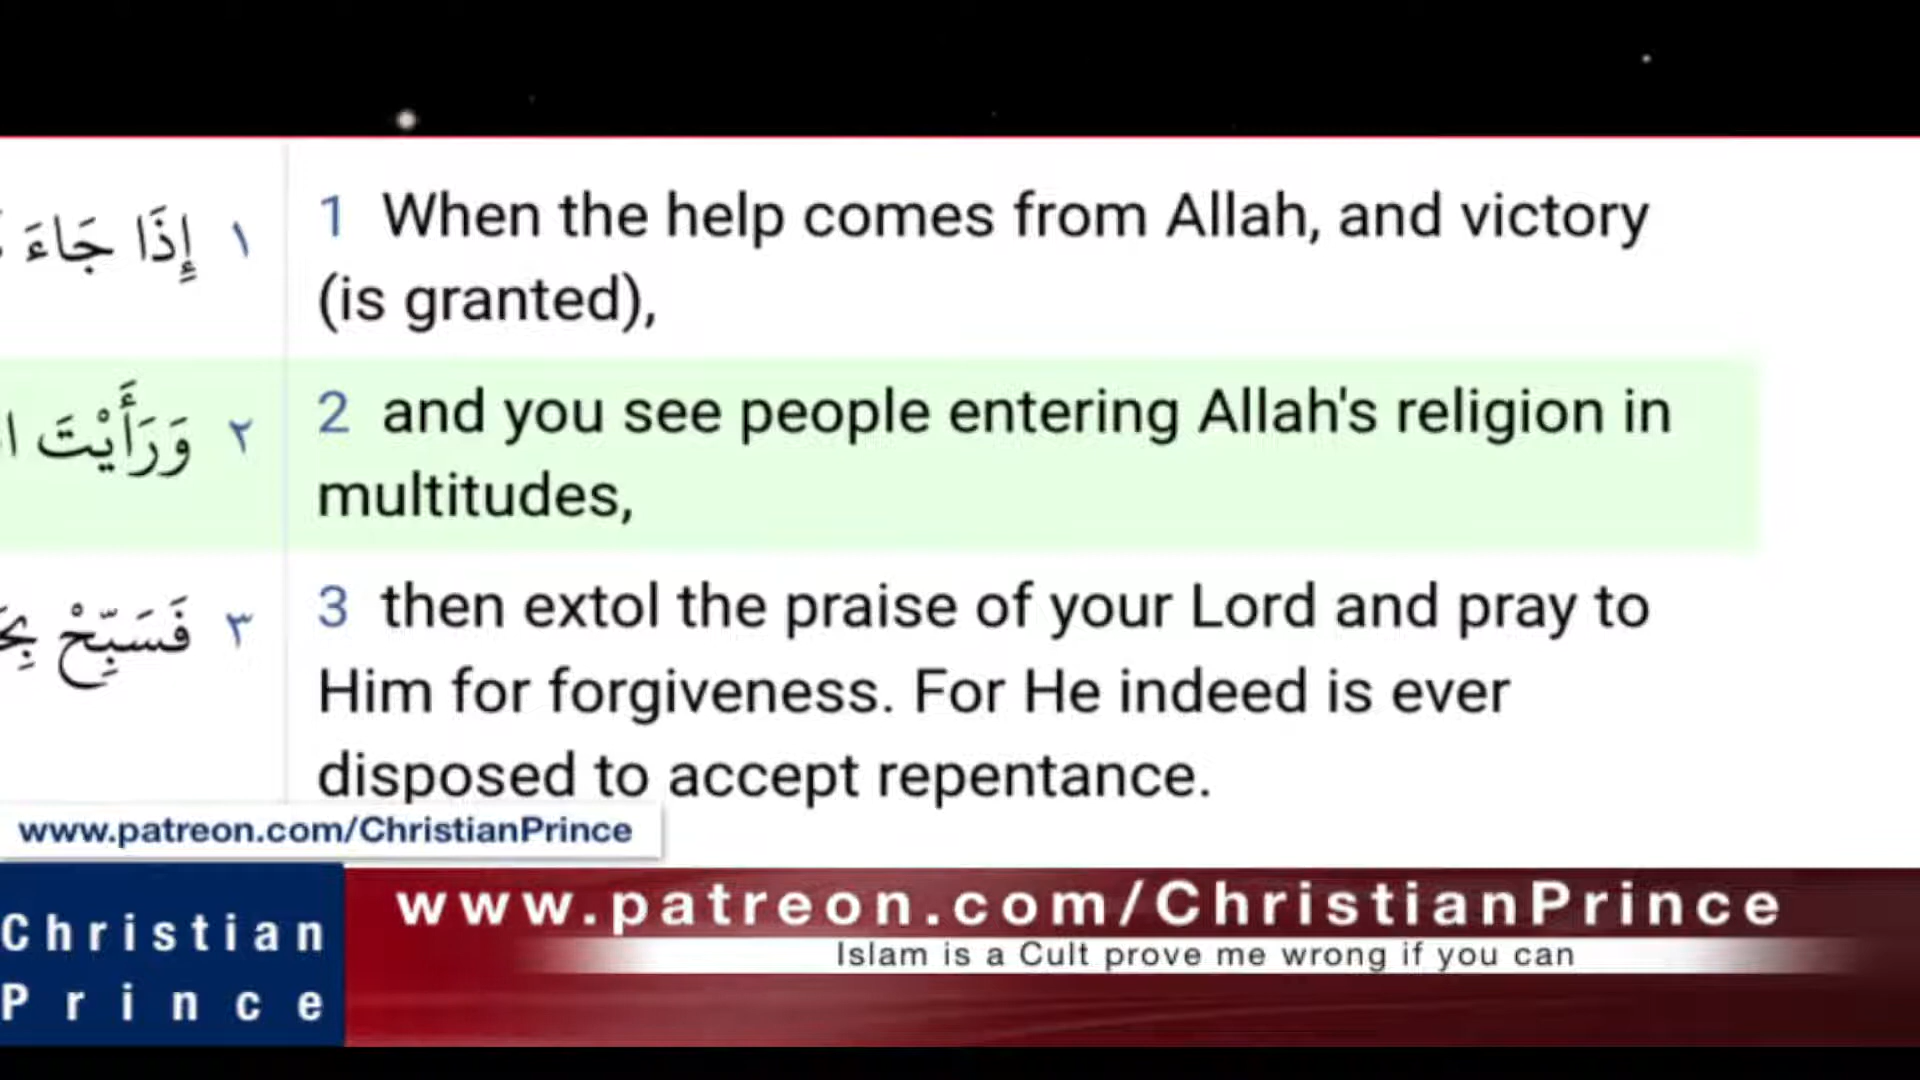 إِذَا جَاءَ
١
1 When the help comes from Allah, and victory
(is granted),
وَرَأَيْتَ
٢
2 and you see people entering Allah's religion in
multitudes,
فَسَبِّحْ
٣
3 then extol the praise of your Lord and pray to
Him for forgiveness. For He indeed is ever
disposed to accept repentance.
www.patreon.com/ChristianPrince
Christian
Prince
www.patreon.com/ChristianPrince
Islam is a Cult prove me wrong if you can